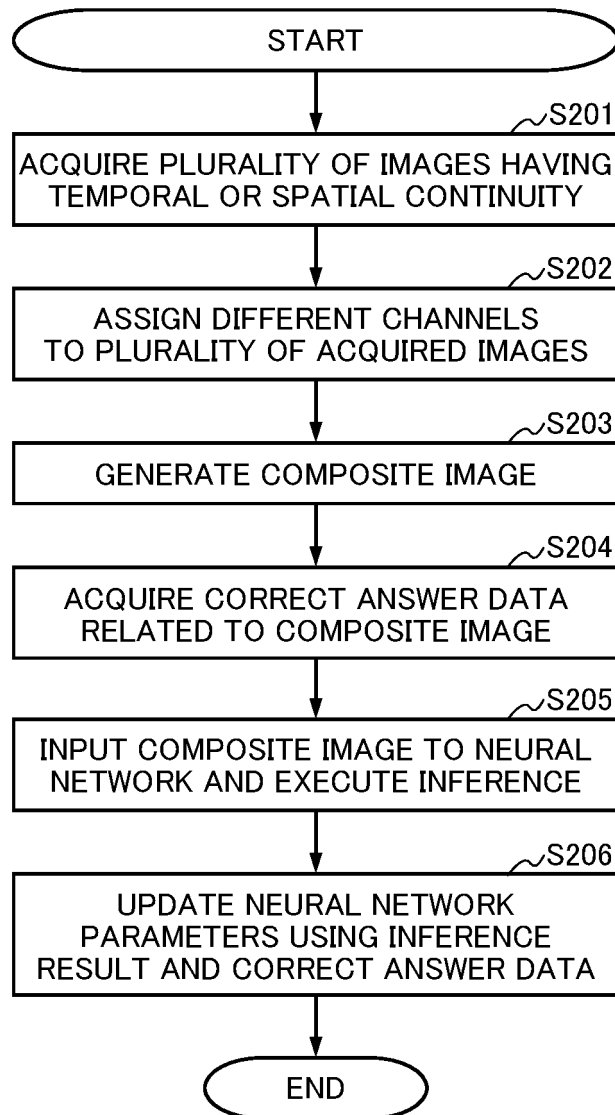 START
S201
ACQUIRE PLURALITY OF IMAGES HAVING
TEMPORAL OR SPATIAL CONTINUITY
S202
ASSIGN DIFFERENT CHANNELS
TO PLURALITY OF ACQUIRED IMAGES
S203
GENERATE COMPOSITE IMAGE
S204
ACQUIRE CORRECT ANSWER DATA
RELATED TO COMPOSITE IMAGE
S205
INPUT COMPOSITE IMAGE TO NEURAL
NETWORK AND EXECUTE INFERENCE
S206
UPDATE NEURAL NETWORK
PARAMETERS USING INFERENCE
RESULT AND CORRECT ANSWER DATA
END